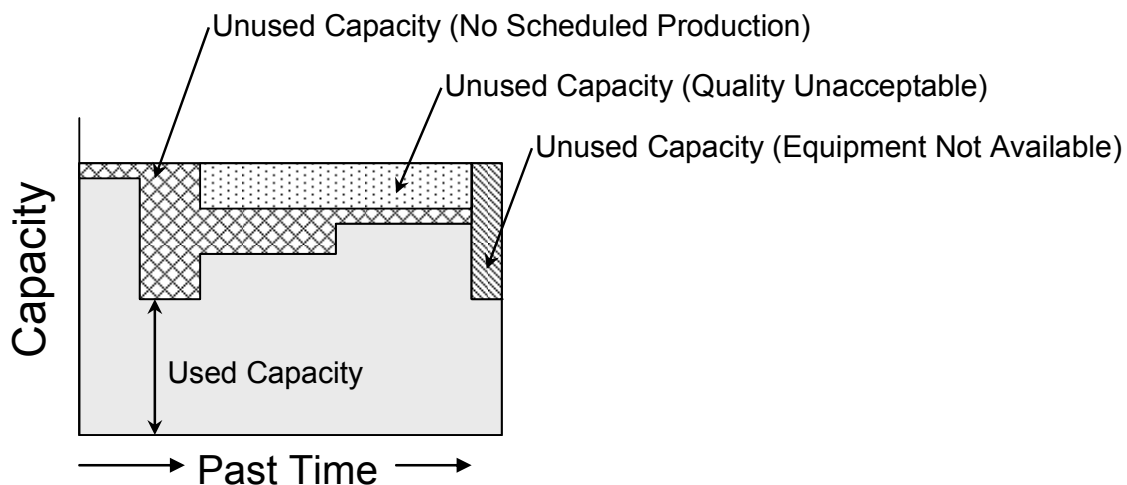 Unused Capacity (No Scheduled Production)
Unused Capacity (Quality Unacceptable)
Unused Capacity (Equipment Not Available)
Capacity
Used Capacity
Past Time